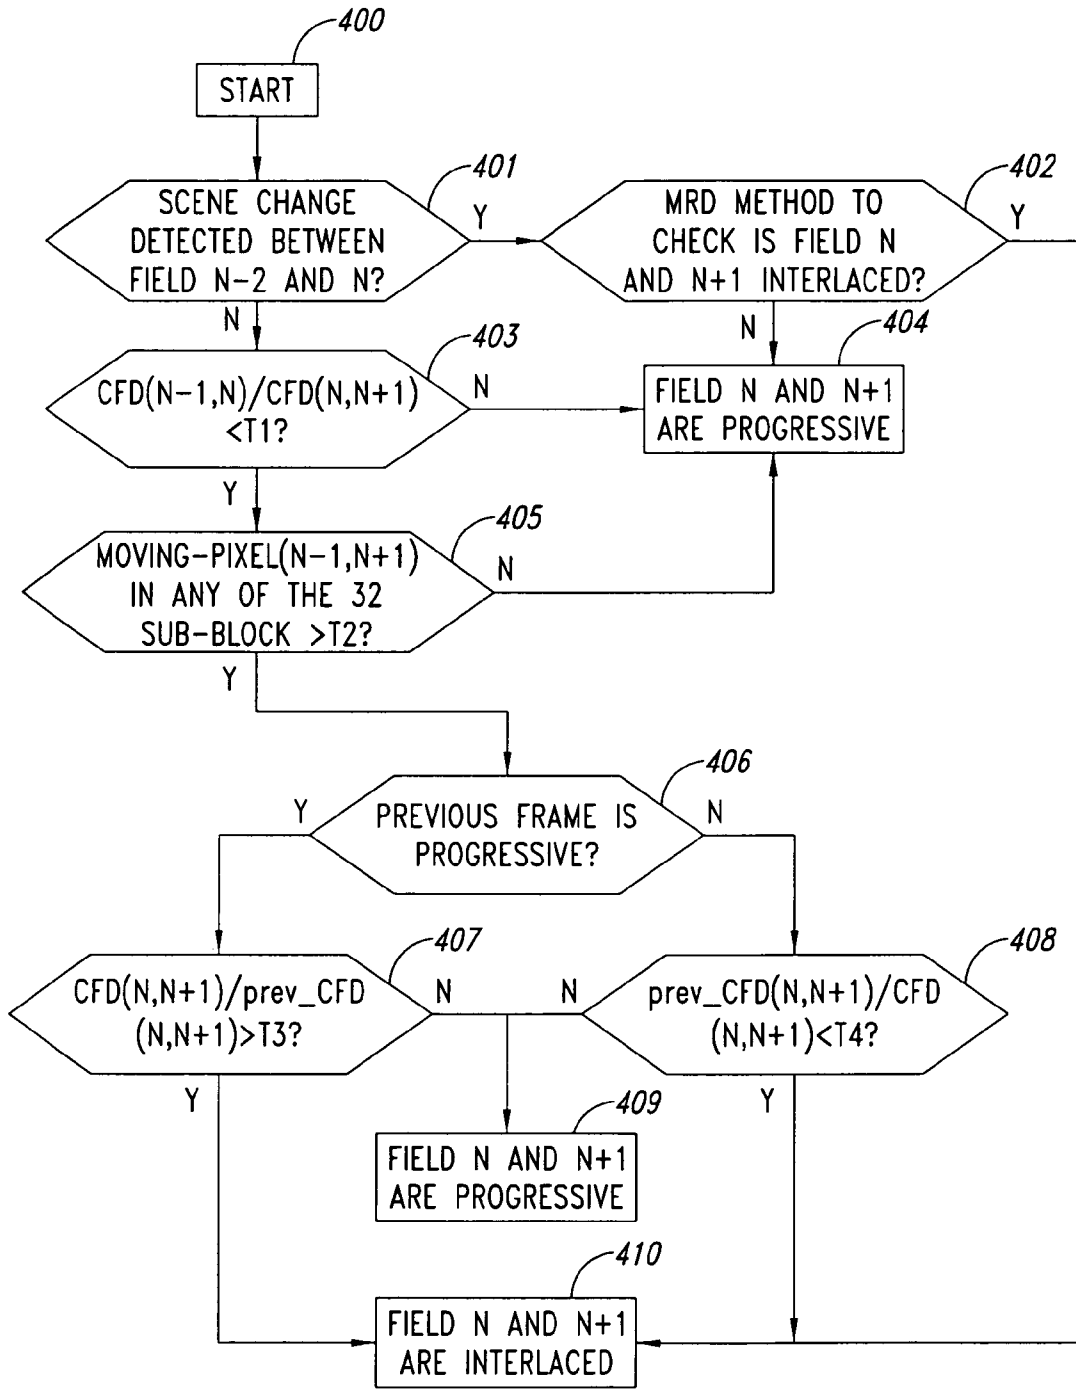 400
START
401
SCENE CHANGE
DETECTED BETWEEN
FIELD N-2 AND N?
Y
N
402
MRD METHOD TO
CHECK IS FIELD N
AND N+1 INTERLACED?
Y
N
403
CFD(N-1,N)/CFD(N,N+1)
<T1?
N
Y
404
FIELD N AND N+1
ARE PROGRESSIVE
405
MOVING-PIXEL(N-1,N+1)
IN ANY OF THE 32
SUB-BLOCK >T2?
N
Y
406
PREVIOUS FRAME IS
PROGRESSIVE?
Y
N
407
CFD(N,N+1)/prev_CFD
(N,N+1)>T3?
N
Y
408
prev_CFD(N,N+1)/CFD
(N,N+1)<T4?
N
Y
409
FIELD N AND N+1
ARE PROGRESSIVE
410
FIELD N AND N+1
ARE INTERLACED